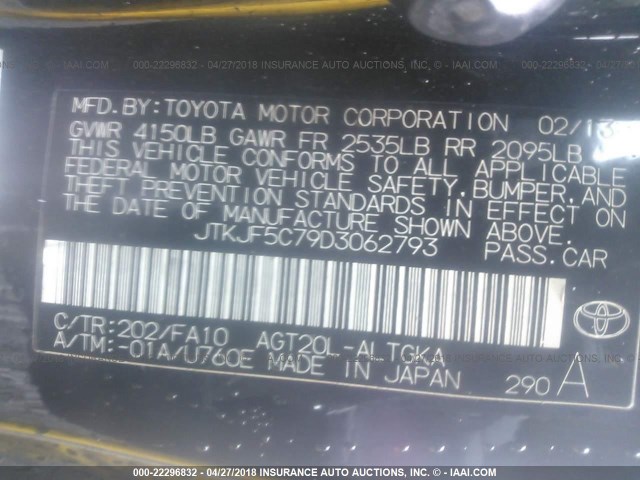 MFD.BY:TOYOTA MOTOR CORPORATION 02/13
GVWR 4150LB GAWR FR 2535LB RR 2095LB
THIS VEHICLE CONFORMS TO ALL APPLICABLE
FEDERAL MOTOR VEHICLE SAFETY,BUMPER,AND
THEFT PREVENTION STANDARDS IN EFFECT ON
THE DATE OF MANUFACTURE SHOWN ABOVE.
JTKJF5C79D3062793 PASS.CAR
C/TR:202/FA10 AGT20L-ALTGKA
A/TM:-01A/U760E MADE IN JAPAN 290 A
000-22296832 - 04/27/2018 - INSURANCE AUTO AUCTIONS INC. - © - IAAI.COM